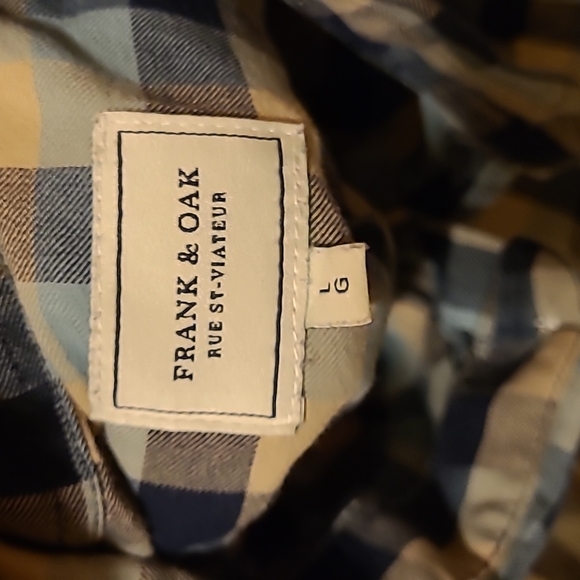 FRANK & OAK
RUE ST-VIATEUR
L
G